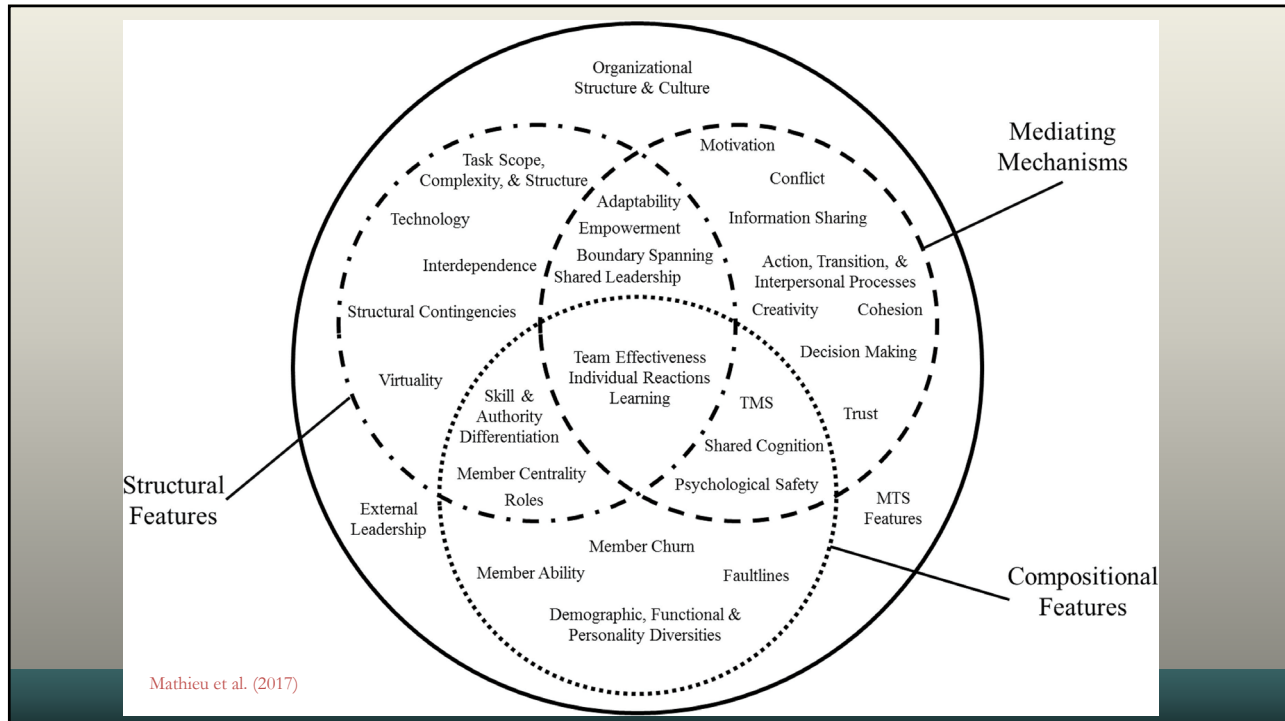 Organizational
Structure & Culture
Mediating
Mechanisms
Motivation
Task Scope,
Complexity, & Structure
Conflict
Adaptability
Technology
Information Sharing
Empowerment
Boundary Spanning
Shared Leadership
Interdependence
Action, Transition, &
Interpersonal Processes
Structural Contingencies
Creativity
Cohesion
Decision Making
Team Effectiveness
Individual Reactions
Learning
Virtuality
Skill &
Authority
Differentiation
TMS
Trust
Shared Cognition
Member Centrality
Roles
Psychological Safety
Structural
Features
External
Leadership
MTS
Features
Member Churn
Member Ability
Faultlines
Compositional
Features
Demographic, Functional &
Personality Diversities
Mathieu et al. (2017)